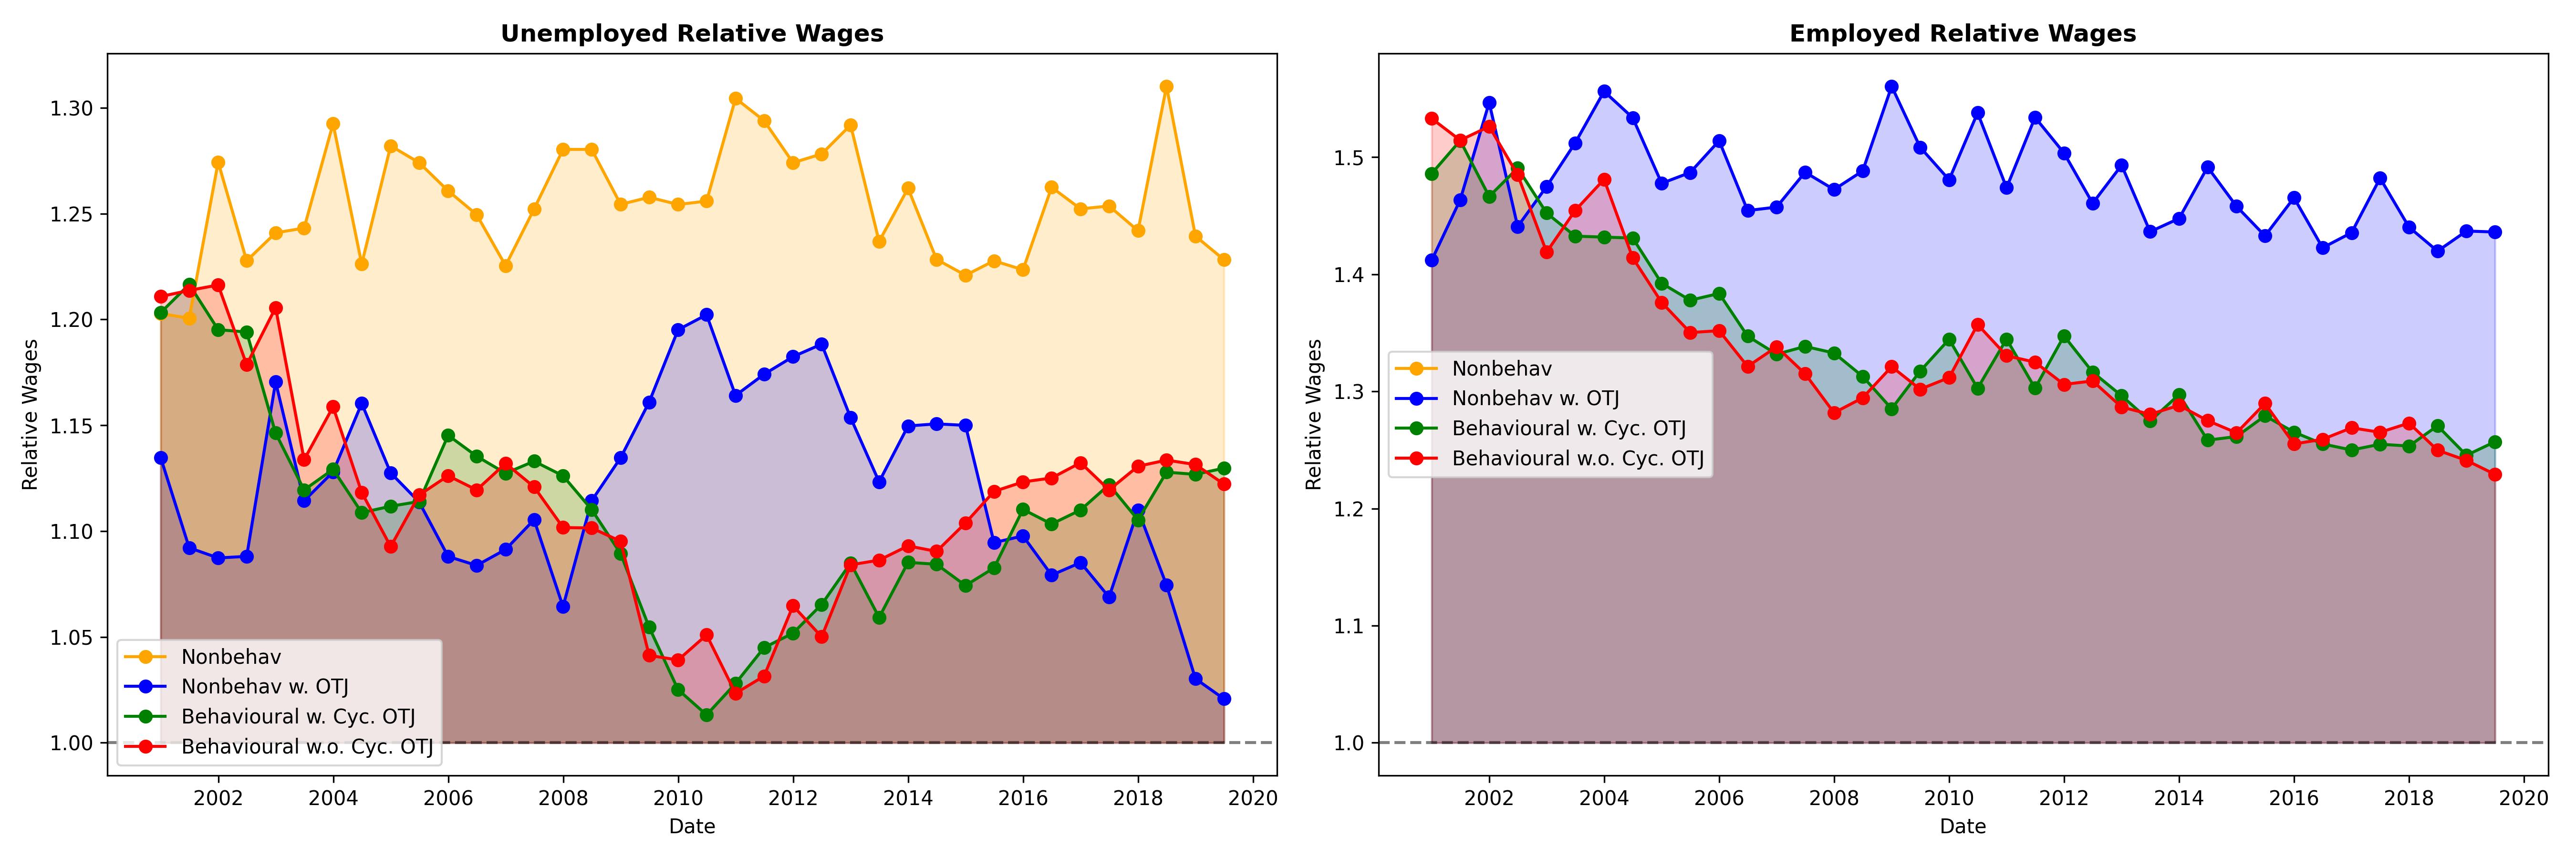 Unemployed Relative Wages
Relative Wages
1.30
1.25
1.20
1.15
1.10
1.05
1.00
Nonbehav
Nonbehav w. OTJ
Behavioural w. Cyc. OTJ
Behavioural w.o. Cyc. OTJ
2002 2004 2006 2008 2010 2012 2014 2016 2018 2020
Date
Employed Relative Wages
Relative Wages
1.5
1.4
1.3
1.2
1.1
1.0
Nonbehav
Nonbehav w. OTJ
Behavioural w. Cyc. OTJ
Behavioural w.o. Cyc. OTJ
2002 2004 2006 2008 2010 2012 2014 2016 2018 2020
Date